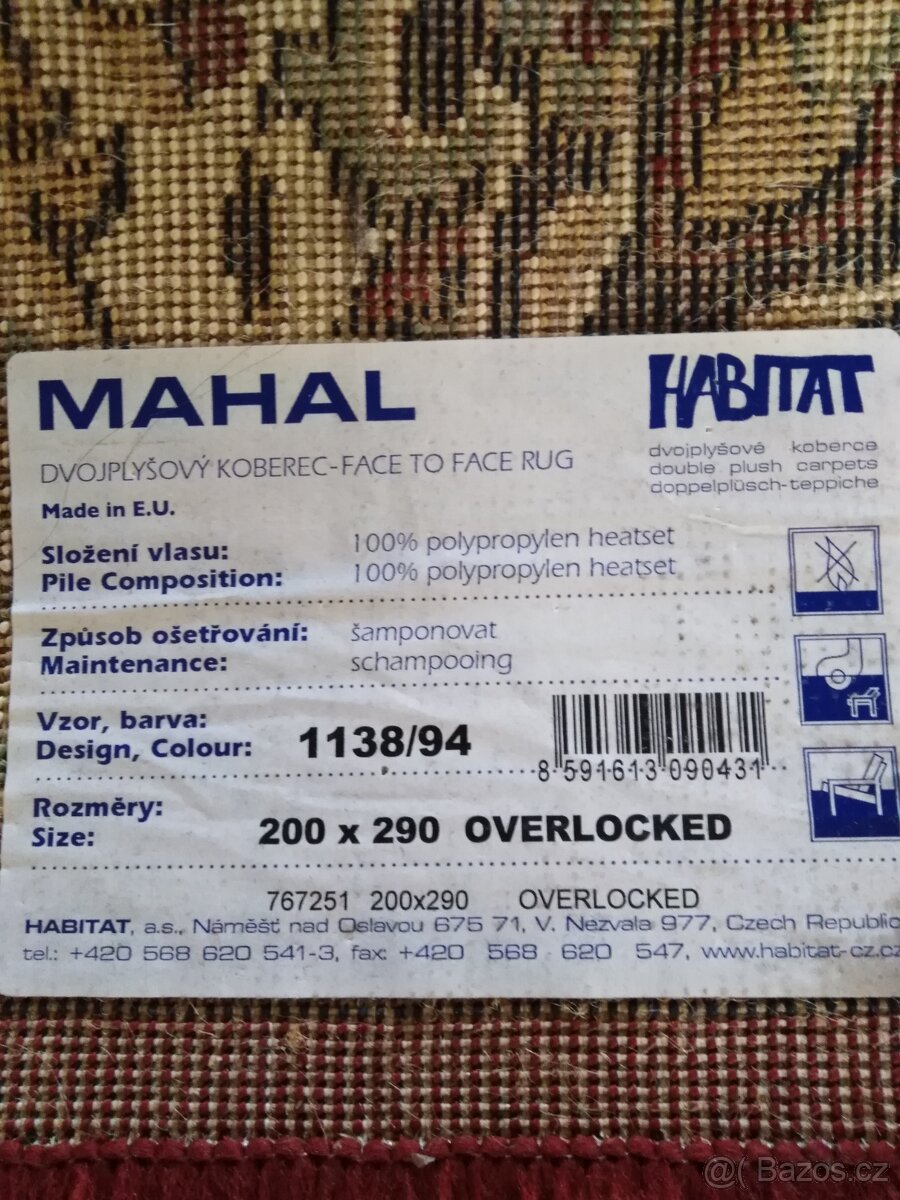 MAHAL
HABITAT
DVOJPLYŠOVÝ KOBEREC-FACE TO FACE RUG
dvojplyšové koberce
double plush carpets
doppelplüsch-teppiche
Made in E.U.
Složení vlasu: 100% polypropylen heatset
Pile Composition: 100% polypropylen heatset
Způsob ošetřování: šamponovat
Maintenance: schampooing
Vzor, barva:
Design, Colour: 1138/94
8 591613 090431
Rozměry:
Size: 200 x 290 OVERLOCKED
767251 200x290 OVERLOCKED
HABITAT, a.s., Náměšť nad Oslavou 675 71, V. Nezvala 977, Czech Republic
tel.: +420 568 620 541-3, fax: +420 568 620 547, www.habitat-cz.cz
@( Bazos.cz